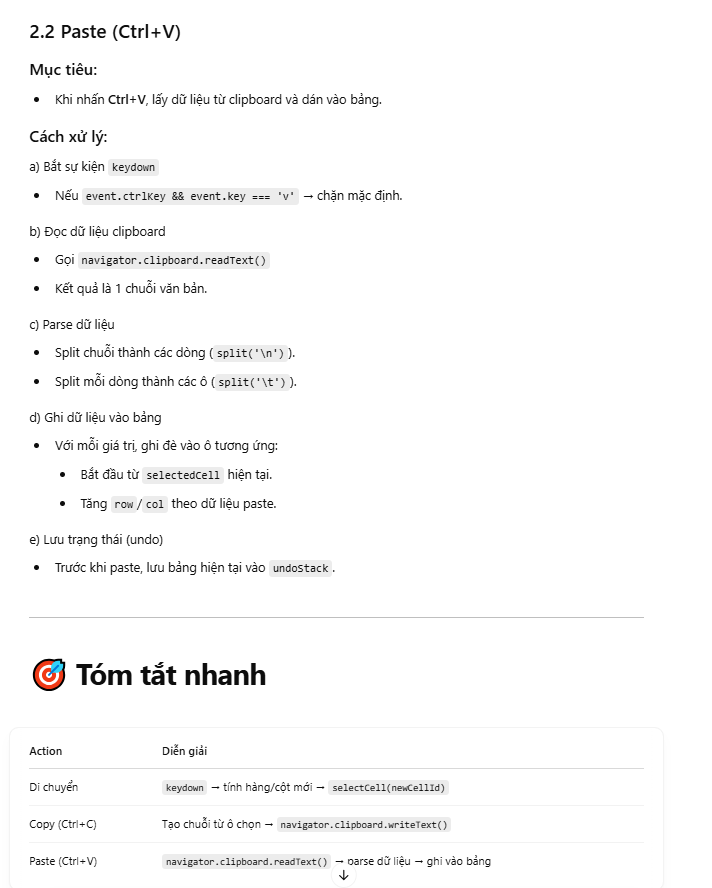 2.2 Paste (Ctrl+V)
Mục tiêu:
Khi nhấn Ctrl+V, lấy dữ liệu từ clipboard và dán vào bảng.
Cách xử lý:
a) Bắt sự kiện keydown
Nếu event.ctrlKey && event.key === 'v' → chặn mặc định.
b) Đọc dữ liệu clipboard
Gọi navigator.clipboard.readText()
Kết quả là 1 chuỗi văn bản.
c) Parse dữ liệu
Split chuỗi thành các dòng (split('\n')).
Split mỗi dòng thành các ô (split('\t')).
d) Ghi dữ liệu vào bảng
Với mỗi giá trị, ghi đè vào ô tương ứng:
Bắt đầu từ selectedCell hiện tại.
Tăng row/col theo dữ liệu paste.
e) Lưu trạng thái (undo)
Trước khi paste, lưu bảng hiện tại vào undoStack.
🎯 Tóm tắt nhanh
Action Diễn giải
Di chuyển keydown → tính hàng/cột mới → selectCell(newCellId)
Copy (Ctrl+C) Tạo chuỗi từ ô chọn → navigator.clipboard.writeText()
Paste (Ctrl+V) navigator.clipboard.readText() → parse dữ liệu → ghi vào bảng